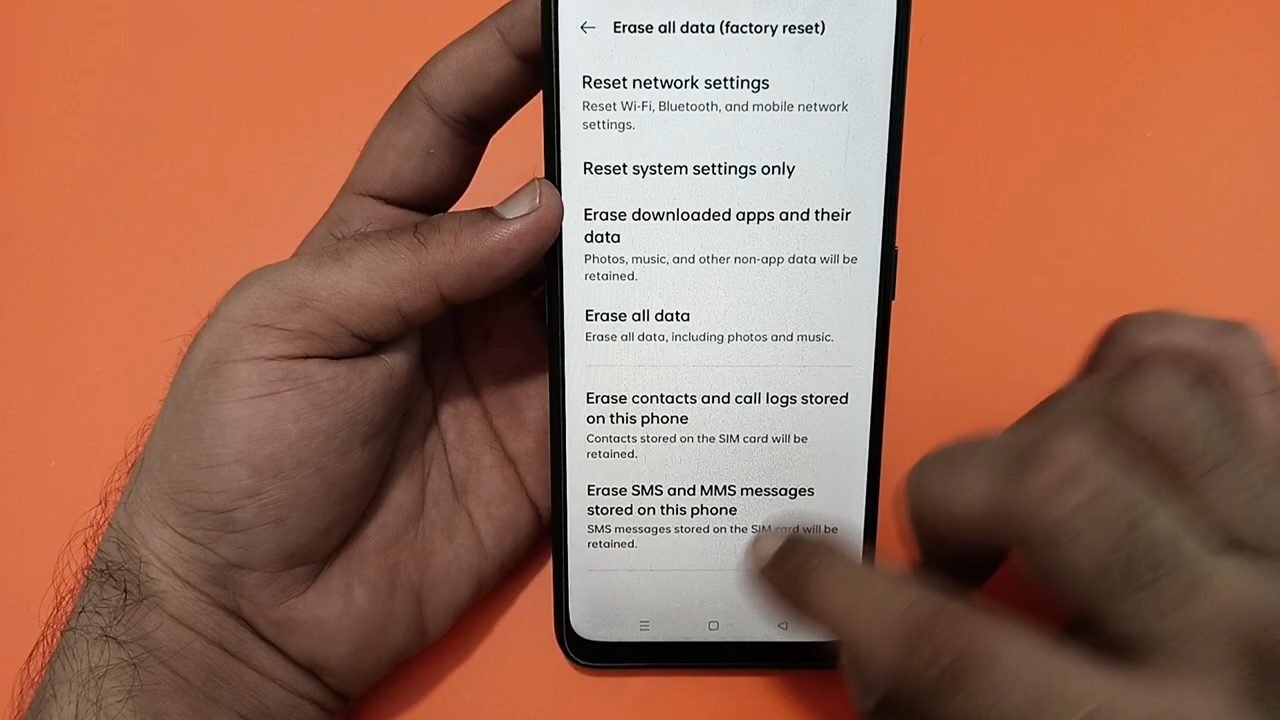 Erase all data (factory reset)
Reset network settings
Reset Wi-Fi, Bluetooth, and mobile network
settings.
Reset system settings only
Erase downloaded apps and their
data
Photos, music, and other non-app data will be
retained.
Erase all data
Erase all data, including photos and music.
Erase contacts and call logs stored
on this phone
Contacts stored on the SIM card will be
retained.
Erase SMS and MMS messages
stored on this phone
SMS messages stored on the SIM card will be
retained.